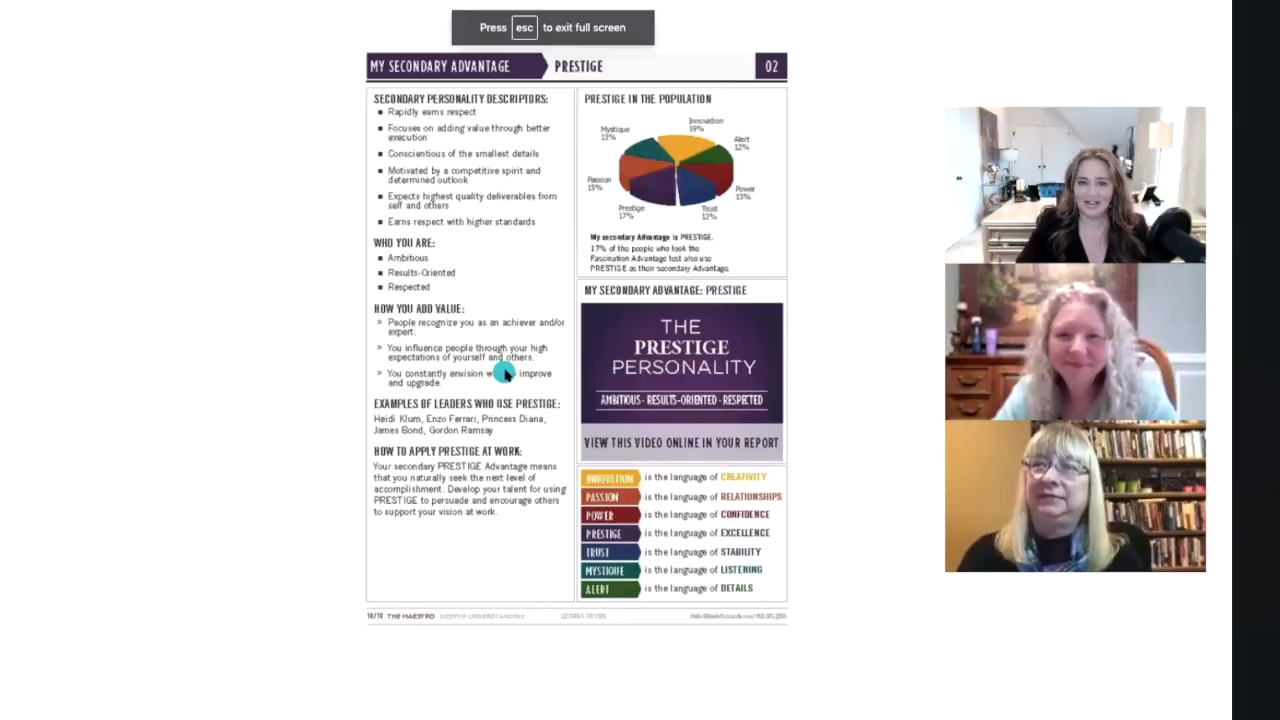 Press esc to exit full screen
MY SECONDARY ADVANTAGE PRESTIGE 02
SECONDARY PERSONALITY DESCRIPTORS:
Rapidly earns respect
Focuses on adding value through better
execution
Conscientious of the smallest details
Motivated by a competitive spirit and
determined outlook
Expects highest quality deliverables from
self and others
Earns respect with higher standards
WHO YOU ARE:
Ambitious
Results-Oriented
Respected
HOW YOU ADD VALUE:
» People recognize you as an achiever and/or
expert.
» You influence people through your high
expectations of yourself and others.
» You constantly envision improve
and upgrade.
EXAMPLES OF LEADERS WHO USE PRESTIGE:
Heidi Klum, Enzo Ferrari, Princess Diana,
James Bond, Gordon Ramsay
HOW TO APPLY PRESTIGE AT WORK:
Your secondary PRESTIGE Advantage means
that you naturally seek the next level of
accomplishment. Develop your talent for using
PRESTIGE to persuade and encourage others
to support your vision at work.
PRESTIGE IN THE POPULATION
Innovation
19%
Mystique
13%
Alert
12%
Passion
15%
Power
13%
Prestige
17%
Trust
12%
My secondary Advantage is PRESTIGE.
17% of the people who took the
Fascination Advantage test also use
PRESTIGE as their secondary Advantage.
MY SECONDARY ADVANTAGE: PRESTIGE
THE
PRESTIGE
PERSONALITY
AMBITIOUS · RESULTS-ORIENTED · RESPECTED
VIEW THIS VIDEO ONLINE IN YOUR REPORT
INNOVATION is the language of CREATIVITY
PASSION is the language of RELATIONSHIPS
POWER is the language of CONFIDENCE
PRESTIGE is the language of EXCELLENCE
TRUST is the language of STABILITY
MYSTIQUE is the language of LISTENING
ALERT is the language of DETAILS
THE MAESTRO DEEPER UNDERSTANDING